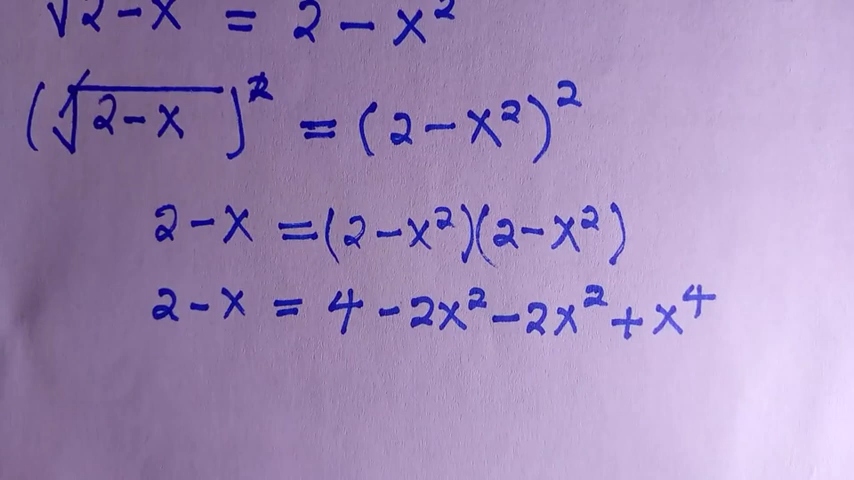 √2-x = 2-x²
(√2-x)² = (2-x²)²
2-x = (2-x²)(2-x²)
2-x = 4-2x²-2x²+x⁴